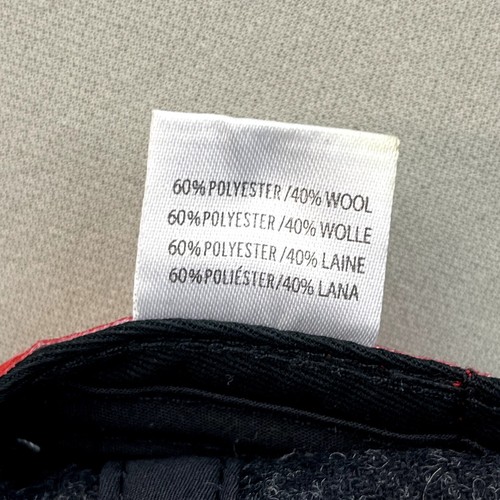 60% POLYESTER /40% WOOL
60% POLYESTER /40% WOLLE
60% POLYESTER /40% LAINE
60% POLIÉSTER/40% LANA